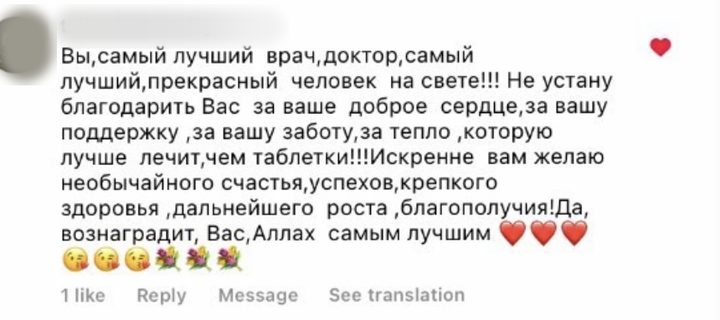 Вы,самый лучший врач,доктор,самый
лучший,прекрасный человек на свете!!! Не устану
благодарить Вас за ваше доброе сердце,за вашу
поддержку ,за вашу заботу,за тепло ,которую
лучше лечит,чем таблетки!!!Искренне вам желаю
необычайного счастья,успехов,крепкого
здоровья ,дальнейшего роста ,благополучия!Да,
вознаградит, Вас,Аллах самым лучшим ❤️❤️❤️
😘😘😘💐💐💐
1 like Reply Message See translation